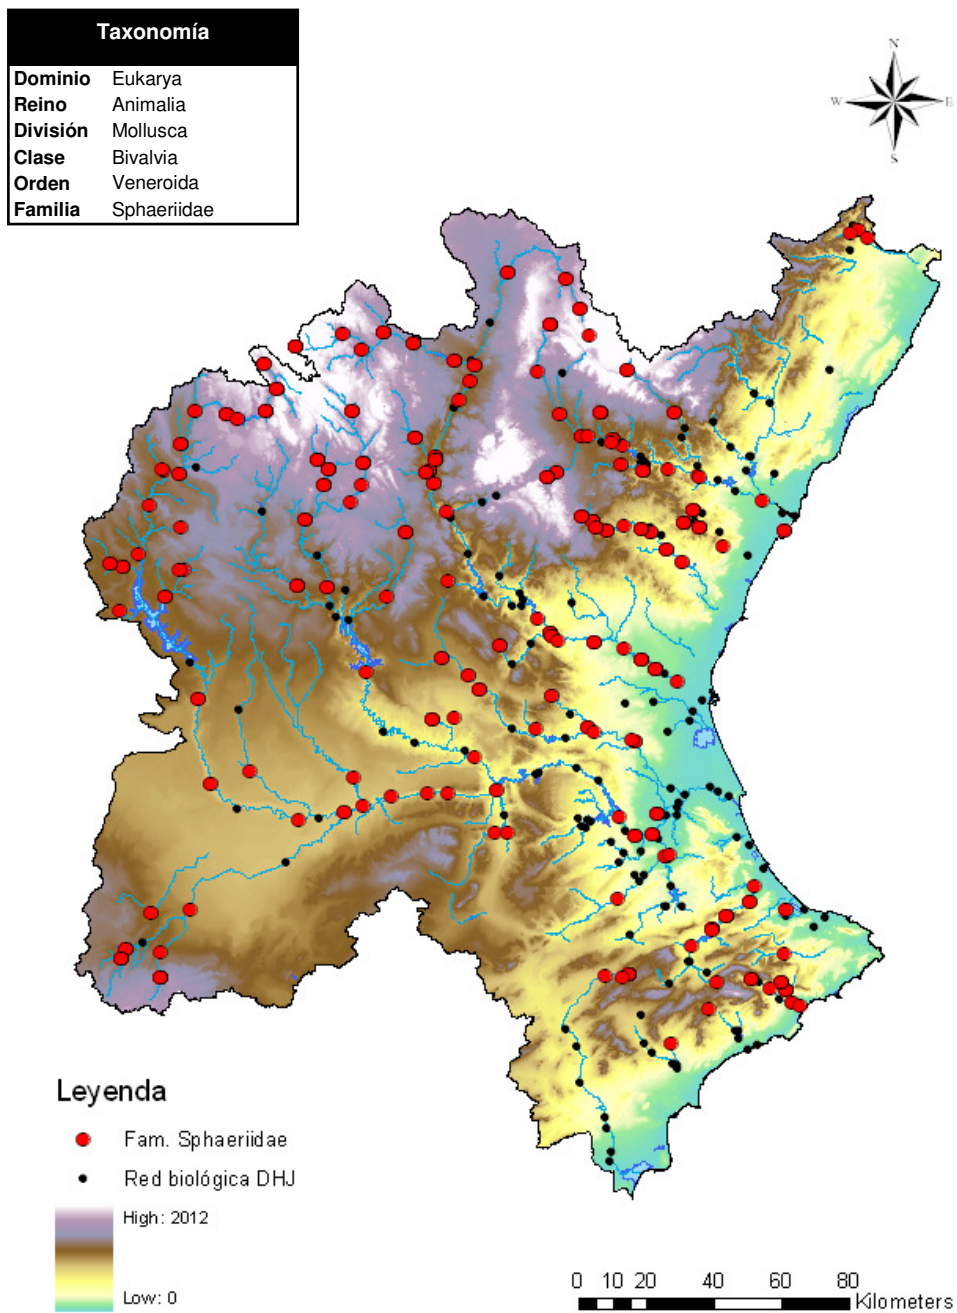 Taxonomía
Dominio Eukarya
Reino Animalia
División Mollusca
Clase Bivalvia
Orden Veneroida
Familia Sphaeriidae
N
W E
S
Leyenda
Fam. Sphaeriidae
Red biológica DHJ
High: 2012
Low: 0
0 10 20 40 60 80
Kilometers